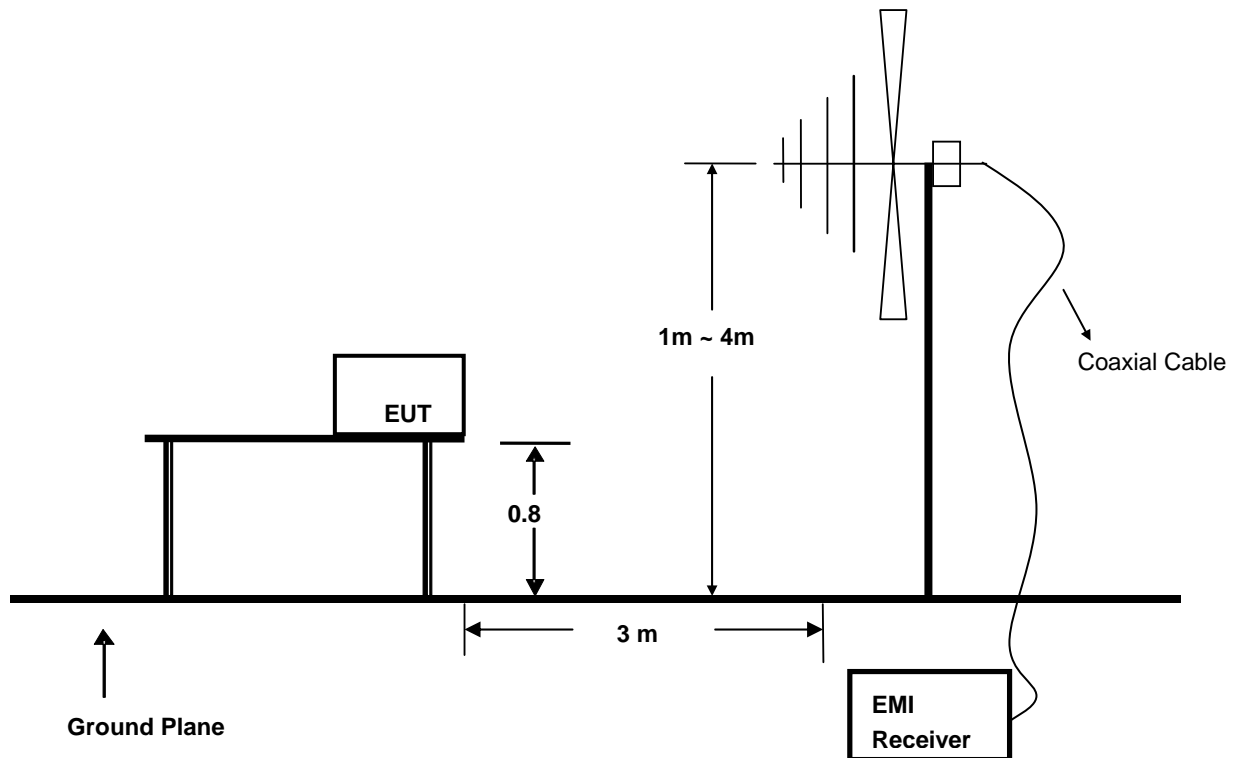 1m ~ 4m
Coaxial Cable
EUT
0.8
3 m
Ground Plane
EMI
Receiver